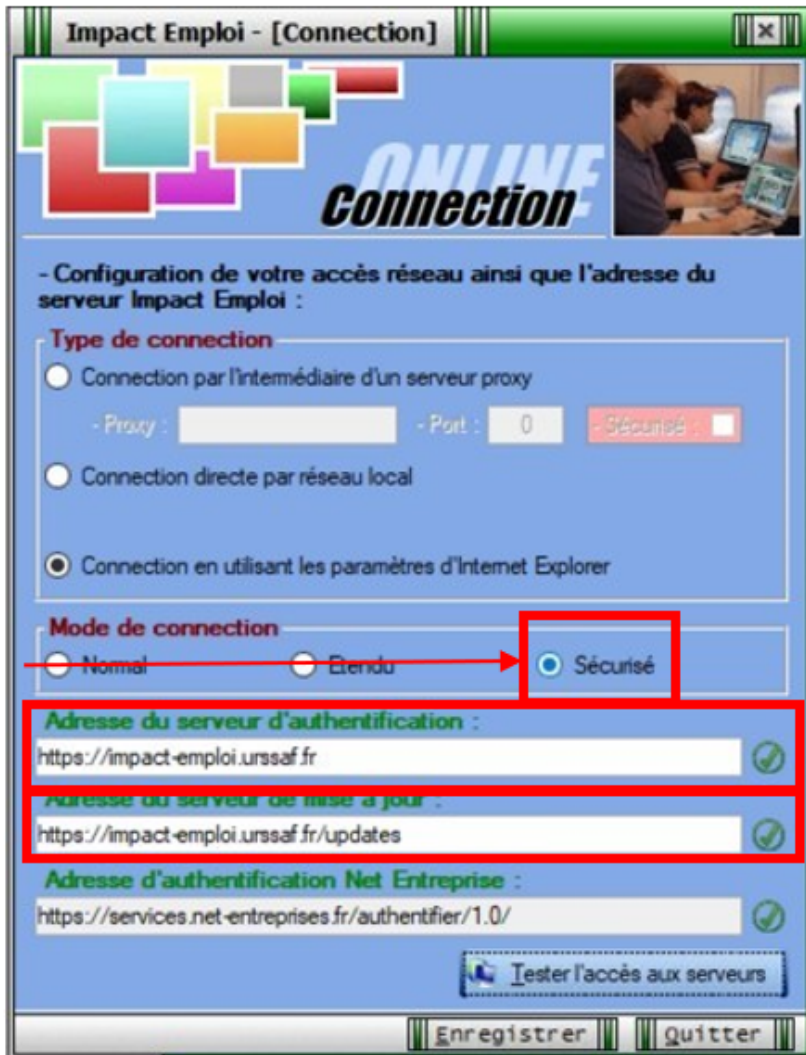 Impact Emploi - [Connection]
ONLINE
Connection
- Configuration de votre accès réseau ainsi que l'adresse du
serveur Impact Emploi :
Type de connection
Connection par l'intermédiaire d'un serveur proxy
- Proxy : - Port : 0 - Sécurisé :
Connection directe par réseau local
Connection en utilisant les paramètres d'Internet Explorer
Mode de connection
Normal Etendu Sécurisé
Adresse du serveur d'authentification :
https://impact-emploi.urssaf.fr
Adresse du serveur de mise à jour :
https://impact-emploi.urssaf.fr/updates
Adresse d'authentification Net Entreprise :
https://services.net-entreprises.fr/authentifier/1.0/
Tester l'accès aux serveurs
Enregistrer Quitter